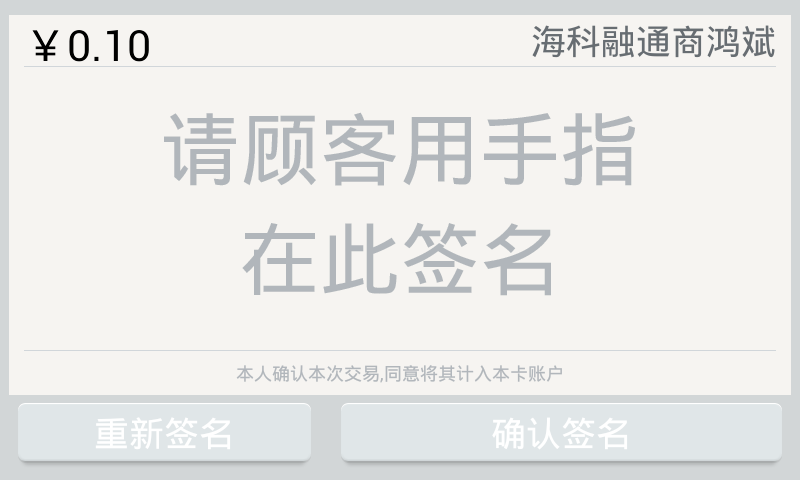 ￥0.10
海科融通商鸿斌
请顾客用手指
在此签名
本人确认本次交易,同意将其计入本卡账户
重新签名
确认签名